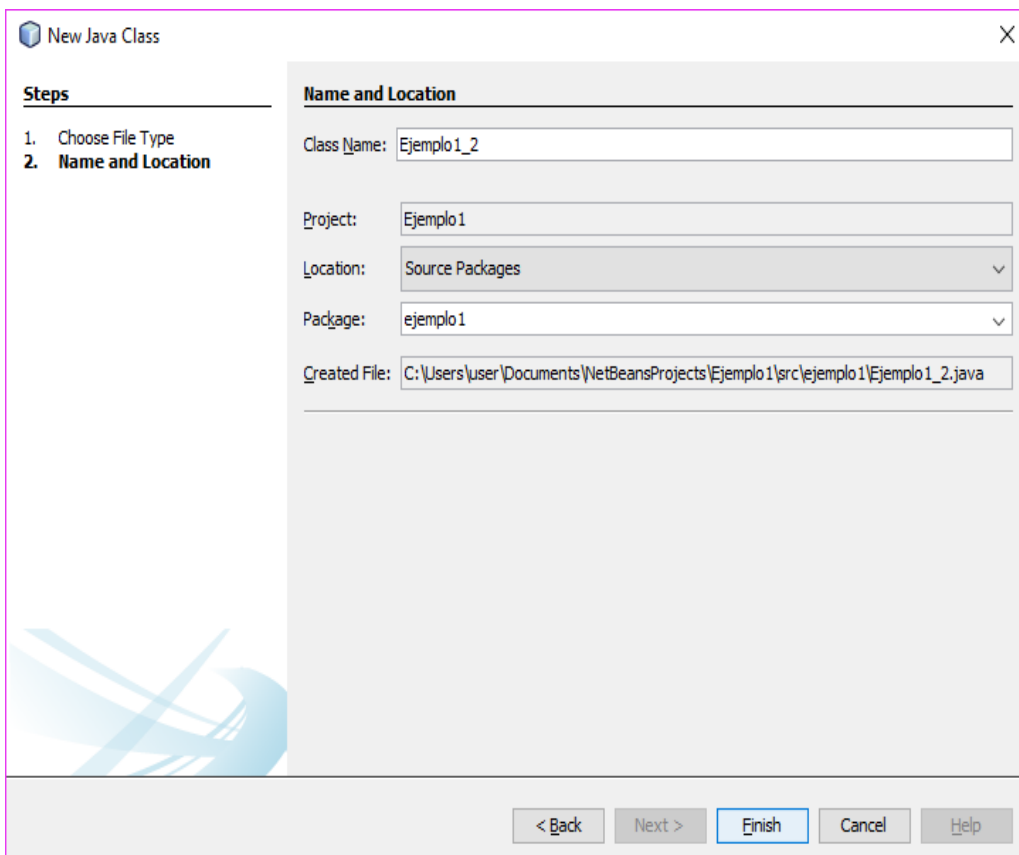 New Java Class
Steps
1. Choose File Type
2. Name and Location
Name and Location
Class Name: Ejemplo1_2
Project: Ejemplo1
Location: Source Packages
Package: ejemplo1
Created File: C:\Users\user\Documents\NetBeansProjects\Ejemplo1\src\ejemplo1\Ejemplo1_2.java
< Back Next > Finish Cancel Help